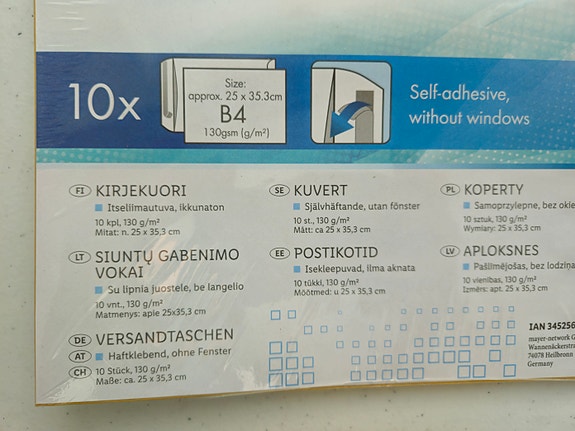 10x
Size:
approx. 25 x 35.3cm
B4
130gsm (g/m²)
Self-adhesive,
without windows
FI KIRJEKUORI
Itseliimautuva, ikkunaton
10 kpl, 130 g/m²
Mitat: n. 25 x 35,3 cm
SE KUVERT
Självhäftande, utan fönster
10 st., 130 g/m²
Mått: ca 25 x 35,3 cm
PL KOPERTY
Samoprzylepne, bez okie
10 sztuk, 130 g/m²
Wymiary: 25 x 35,3 cm
LT SIUNTŲ GABENIMO
VOKAI
Su lipnia juostele, be langelio
10 vnt., 130 g/m²
Matmenys: apie 25x35,3 cm
EE POSTIKOTID
Isekleepuvad, ilma aknata
10 tükki, 130 g/m²
Mõõtmed: u 25 x 35,3 cm
LV APLOKSNES
Pašlīmējošas, bez lodziņa
10 vienības, 130 g/m²
Izmērs: apt. 25 x 35,3 cm
DE VERSANDTASCHEN
AT Haftklebend, ohne Fenster
CH 10 Stück, 130 g/m²
Maße: ca. 25 x 35,3 cm
IAN 345256
mayer-network G
Wannenäckerstra
74078 Heilbronn
Germany